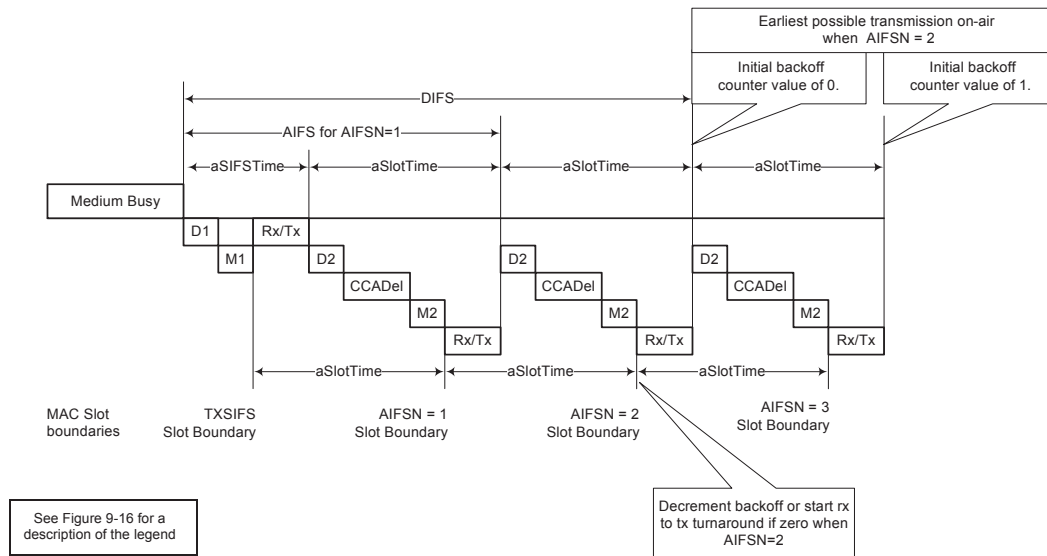 Earliest possible transmission on-air
when AIFSN = 2
Initial backoff
counter value of 0.
Initial backoff
counter value of 1.
DIFS
AIFS for AIFSN=1
aSIFSTime
aSlotTime
aSlotTime
aSlotTime
Medium Busy
D1
Rx/Tx
M1
D2
D2
D2
CCADel
CCADel
CCADel
M2
M2
M2
Rx/Tx
Rx/Tx
Rx/Tx
aSlotTime
aSlotTime
aSlotTime
MAC Slot
boundaries
TXSIFS
Slot Boundary
AIFSN = 1
Slot Boundary
AIFSN = 2
Slot Boundary
AIFSN = 3
Slot Boundary
Decrement backoff or start rx
to tx turnaround if zero when
AIFSN=2
See Figure 9-16 for a
description of the legend